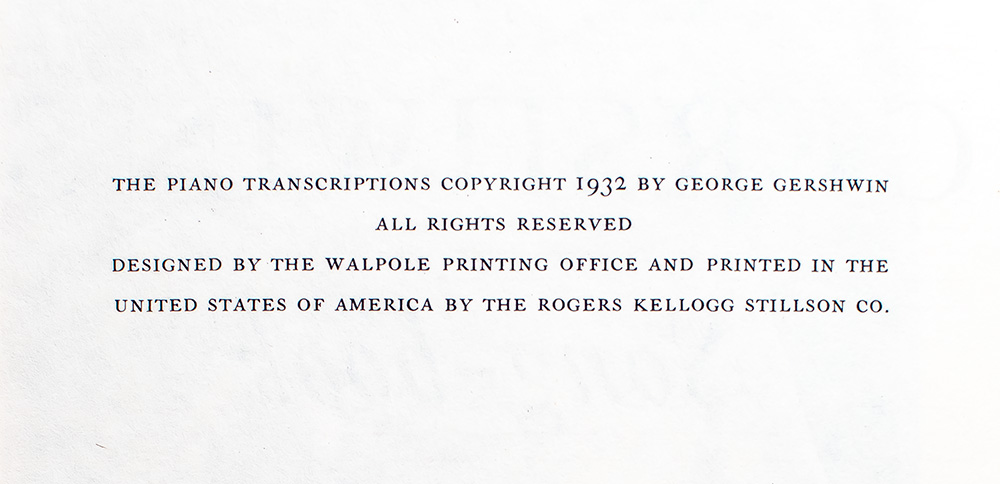 THE PIANO TRANSCRIPTIONS COPYRIGHT 1932 BY GEORGE GERSHWIN
ALL RIGHTS RESERVED
DESIGNED BY THE WALPOLE PRINTING OFFICE AND PRINTED IN THE
UNITED STATES OF AMERICA BY THE ROGERS KELLOGG STILLSON CO.